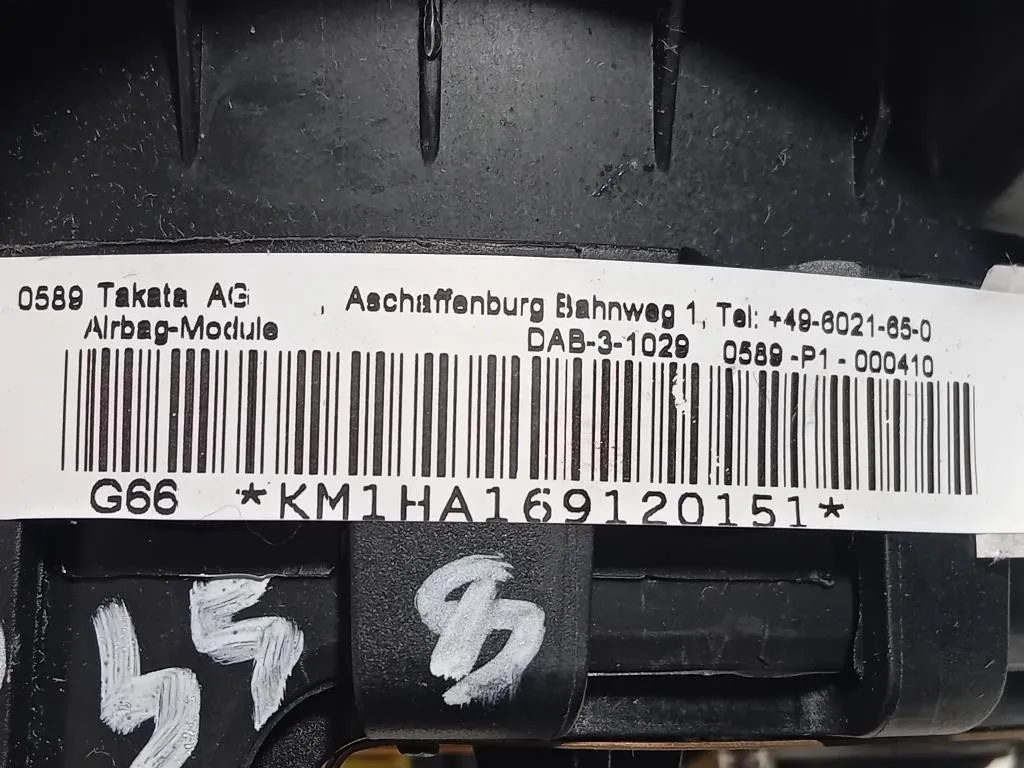 0589 Takata AG , Aschaffenburg Bahnweg 1, Tel: +49-6021-65-0
Airbag-Module DAB-3-1029 0589-P1-000410
G66 *KM1HA169120151*